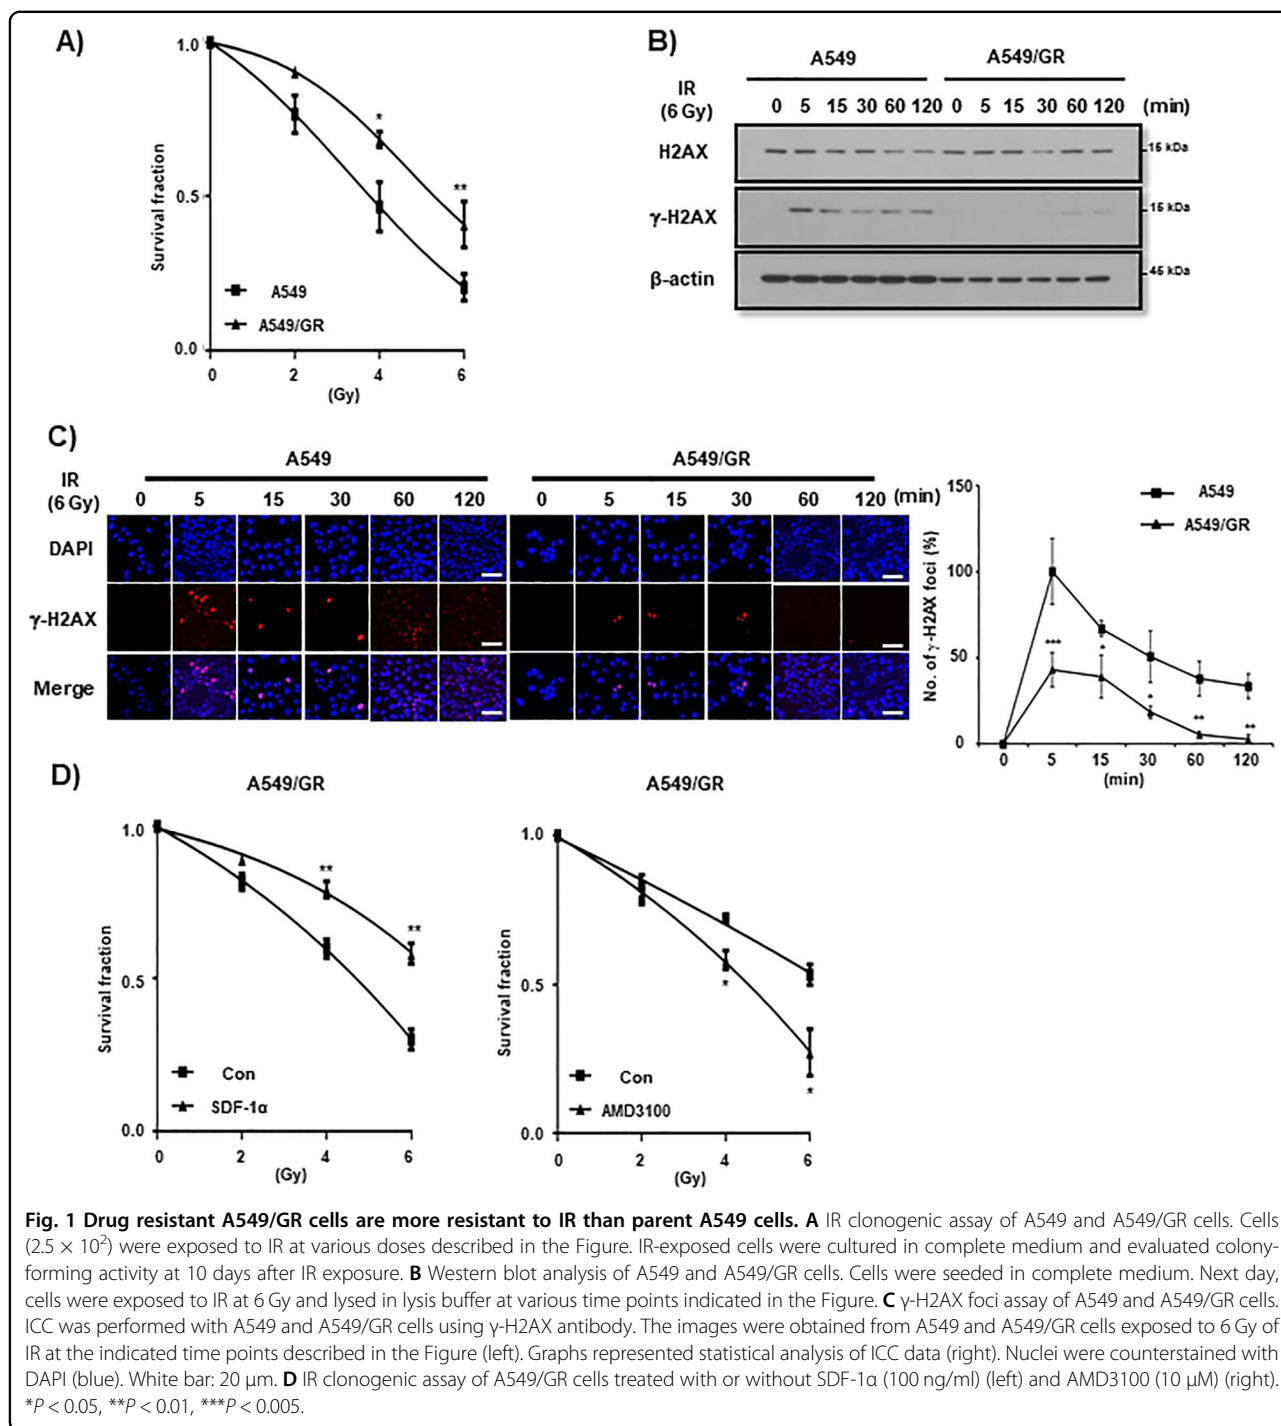 A)
1.0
0.5
0.0
Survival fraction
A549
A549/GR
*
**
0 2 4 6
(Gy)
B)
A549 A549/GR
IR
(6 Gy)
0 5 15 30 60 120 0 5 15 30 60 120 (min)
H2AX 15 kDa
γ-H2AX 15 kDa
β-actin 45 kDa
C)
A549 A549/GR
IR
(6 Gy)
0 5 15 30 60 120 0 5 15 30 60 120 (min)
DAPI
γ-H2AX
Merge
No. of γ-H2AX foci (%)
150
100
50
0
A549
A549/GR
***
*
*
**
**
0 5 15 30 60 120
(min)
D)
A549/GR
1.0
0.5
0.0
Survival fraction
**
**
Con
SDF-1α
0 2 4 6
(Gy)
A549/GR
1.0
0.5
0.0
Survival fraction
*
*
Con
AMD3100
0 2 4 6
(Gy)
Fig. 1 Drug resistant A549/GR cells are more resistant to IR than parent A549 cells. A IR clonogenic assay of A549 and A549/GR cells. Cells
(2.5 × 10²) were exposed to IR at various doses described in the Figure. IR-exposed cells were cultured in complete medium and evaluated colony-
forming activity at 10 days after IR exposure. B Western blot analysis of A549 and A549/GR cells. Cells were seeded in complete medium. Next day,
cells were exposed to IR at 6 Gy and lysed in lysis buffer at various time points indicated in the Figure. C γ-H2AX foci assay of A549 and A549/GR cells.
ICC was performed with A549 and A549/GR cells using γ-H2AX antibody. The images were obtained from A549 and A549/GR cells exposed to 6 Gy of
IR at the indicated time points described in the Figure (left). Graphs represented statistical analysis of ICC data (right). Nuclei were counterstained with
DAPI (blue). White bar: 20 μm. D IR clonogenic assay of A549/GR cells treated with or without SDF-1α (100 ng/ml) (left) and AMD3100 (10 μM) (right).
*P < 0.05, **P < 0.01, ***P < 0.005.